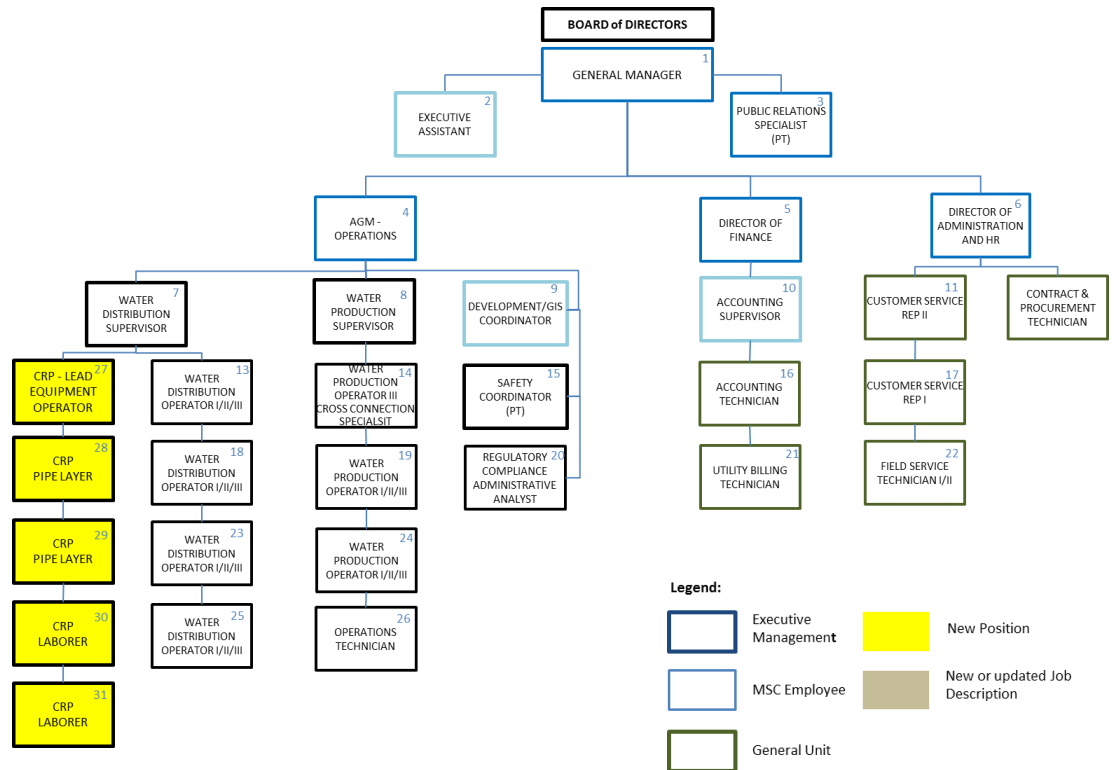 BOARD of DIRECTORS
1
GENERAL MANAGER
2
EXECUTIVE
ASSISTANT
3
PUBLIC RELATIONS
SPECIALIST
(PT)
4
AGM -
OPERATIONS
5
DIRECTOR OF
FINANCE
6
DIRECTOR OF
ADMINISTRATION
AND HR
7
WATER
DISTRIBUTION
SUPERVISOR
8
WATER
PRODUCTION
SUPERVISOR
9
DEVELOPMENT/GIS
COORDINATOR
10
ACCOUNTING
SUPERVISOR
11
CUSTOMER SERVICE
REP II
CONTRACT &
PROCUREMENT
TECHNICIAN
27
CRP - LEAD
EQUIPMENT
OPERATOR
13
WATER
DISTRIBUTION
OPERATOR I/II/III
14
WATER
PRODUCTION
OPERATOR III
CROSS CONNECTION
SPECIALSIT
15
SAFETY
COORDINATOR
(PT)
16
ACCOUNTING
TECHNICIAN
17
CUSTOMER SERVICE
REP I
28
CRP
PIPE LAYER
18
WATER
DISTRIBUTION
OPERATOR I/II/III
19
WATER
PRODUCTION
OPERATOR I/II/III
20
REGULATORY
COMPLIANCE
ADMINISTRATIVE
ANALYST
21
UTILITY BILLING
TECHNICIAN
22
FIELD SERVICE
TECHNICIAN I/II
29
CRP
PIPE LAYER
23
WATER
DISTRIBUTION
OPERATOR I/II/III
24
WATER
PRODUCTION
OPERATOR I/II/III
30
CRP
LABORER
25
WATER
DISTRIBUTION
OPERATOR I/II/III
26
OPERATIONS
TECHNICIAN
31
CRP
LABORER
Legend:
Executive
Management
New Position
MSC Employee
New or updated Job
Description
General Unit